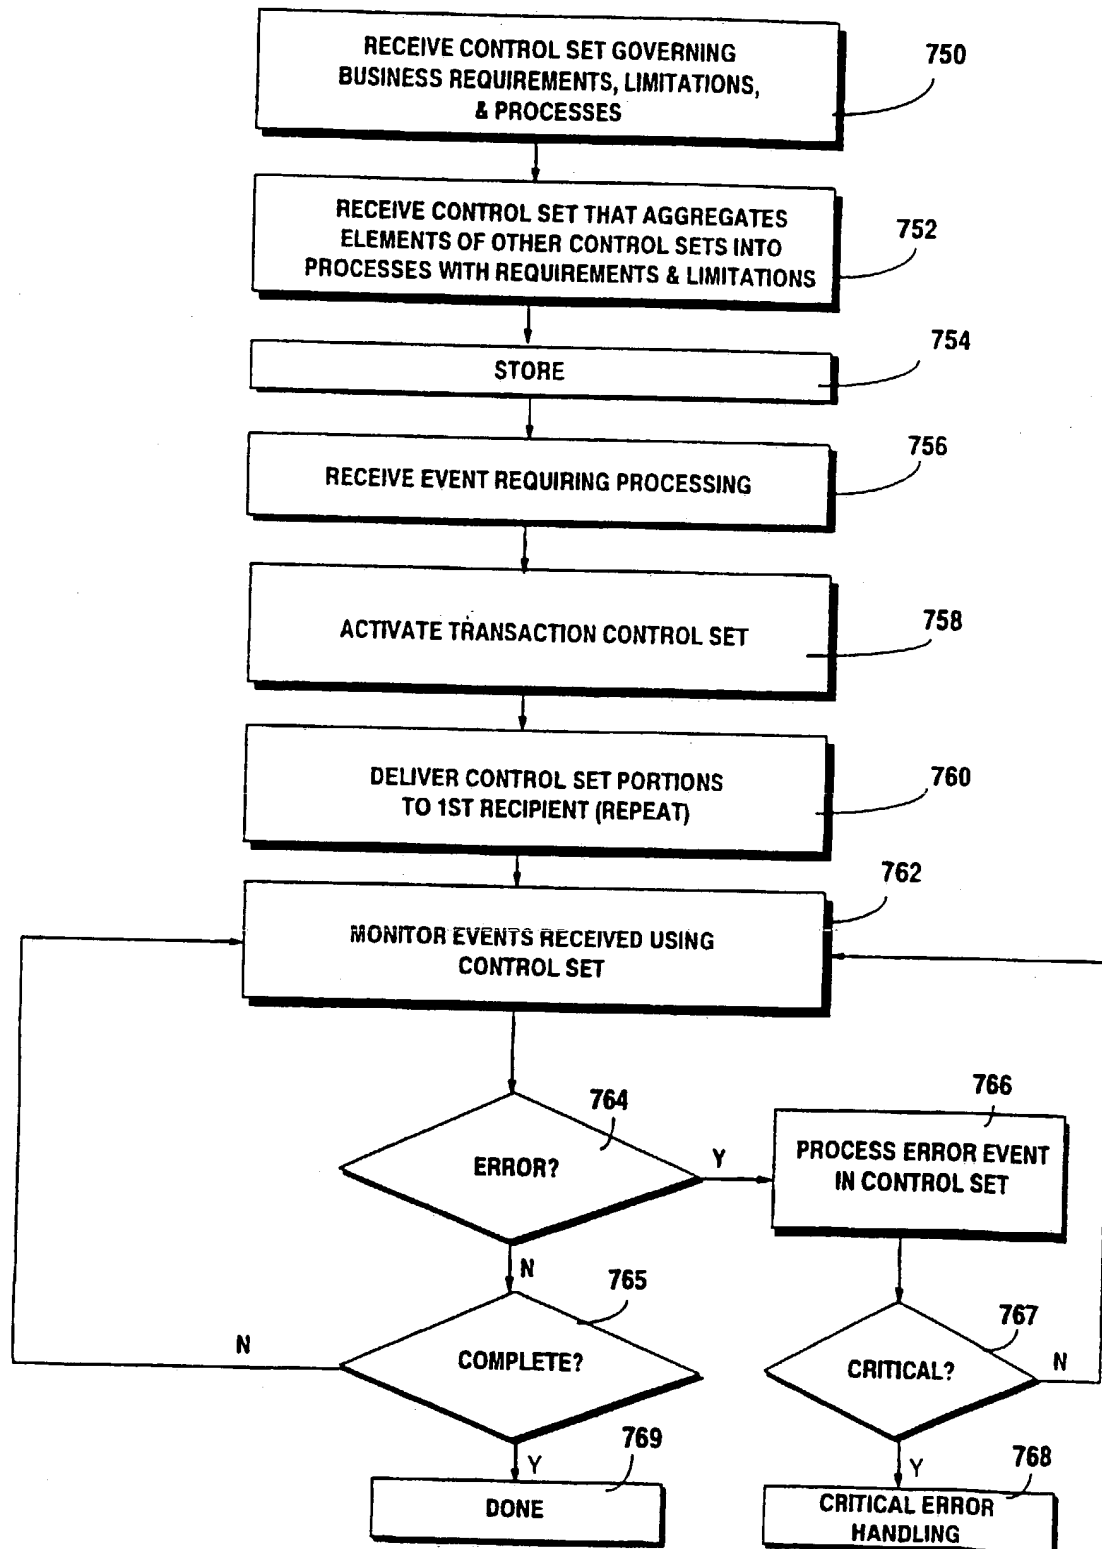 RECEIVE CONTROL SET GOVERNING
BUSINESS REQUIREMENTS, LIMITATIONS,
& PROCESSES
750
RECEIVE CONTROL SET THAT AGGREGATES
ELEMENTS OF OTHER CONTROL SETS INTO
PROCESSES WITH REQUIREMENTS & LIMITATIONS
752
STORE
754
RECEIVE EVENT REQUIRING PROCESSING
756
ACTIVATE TRANSACTION CONTROL SET
758
DELIVER CONTROL SET PORTIONS
TO 1ST RECIPIENT (REPEAT)
760
MONITOR EVENTS RECEIVED USING
CONTROL SET
762
ERROR?
764
Y
PROCESS ERROR EVENT
IN CONTROL SET
766
N
COMPLETE?
765
N
CRITICAL?
767
N
Y
DONE
769
Y
CRITICAL ERROR
HANDLING
768